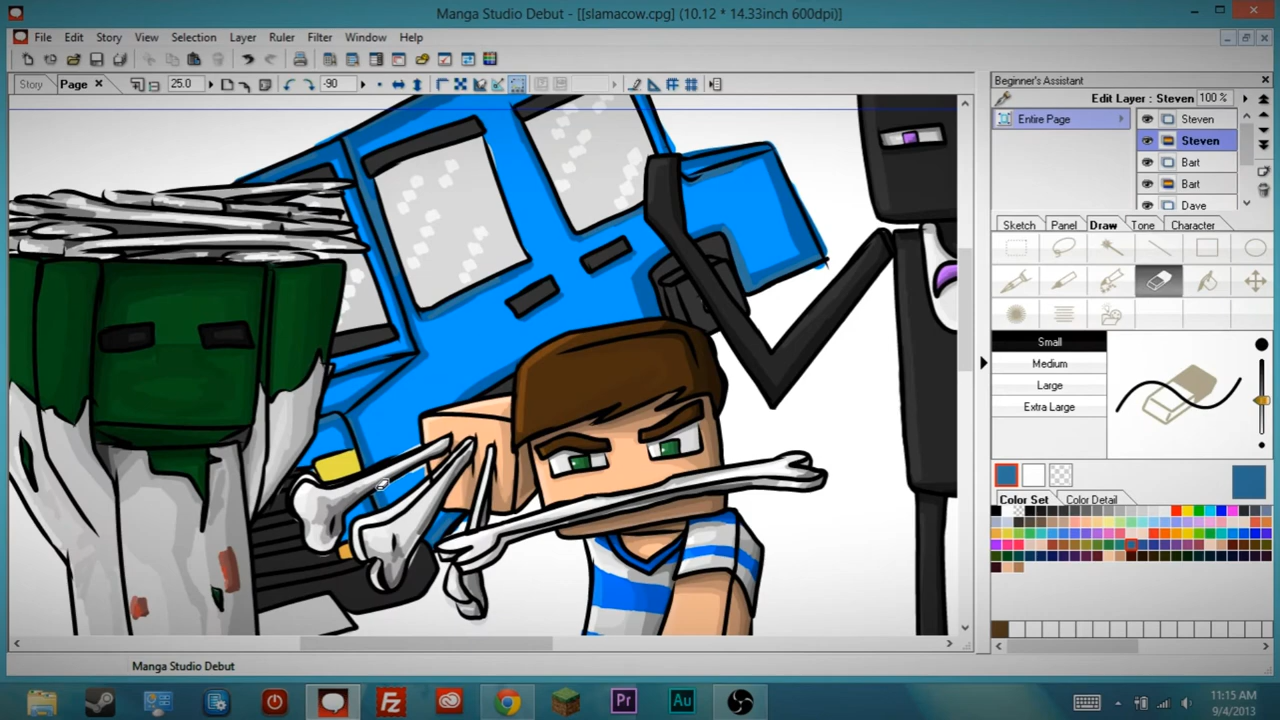 Manga Studio Debut - [[slamacow.cpg] (10.12 * 14.33inch 600dpi)]
File Edit Story View Selection Layer Ruler Filter Window Help
Story Page 25.0 -90
Beginner's Assistant
Edit Layer : Steven 100 %
Entire Page
Steven
Steven
Bart
Bart
Dave
Sketch Panel Draw Tone Character
Small
Medium
Large
Extra Large
Color Set Color Detail
Manga Studio Debut
Fz Pr Au
11:15 AM
9/4/2013